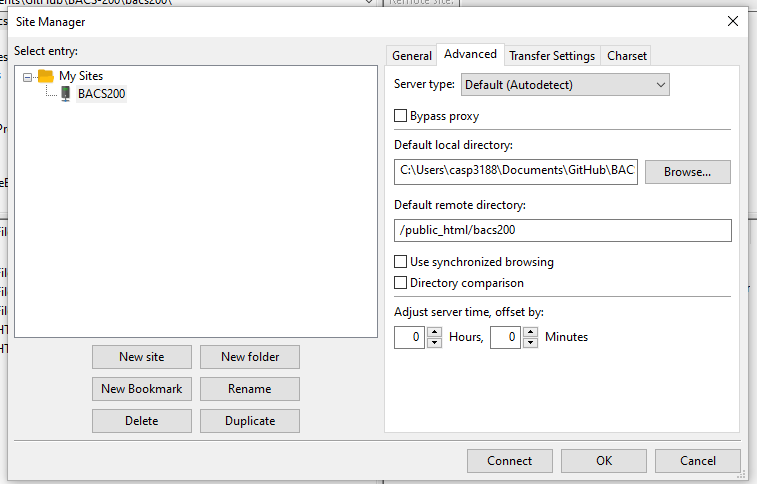 Site Manager
Select entry:
My Sites
BACS200
New site
New folder
New Bookmark
Rename
Delete
Duplicate
General
Advanced
Transfer Settings
Charset
Server type:
Default (Autodetect)
Bypass proxy
Default local directory:
C:\Users\casp3188\Documents\GitHub\BAC
Browse...
Default remote directory:
/public_html/bacs200
Use synchronized browsing
Directory comparison
Adjust server time, offset by:
0 Hours, 0 Minutes
Connect
OK
Cancel